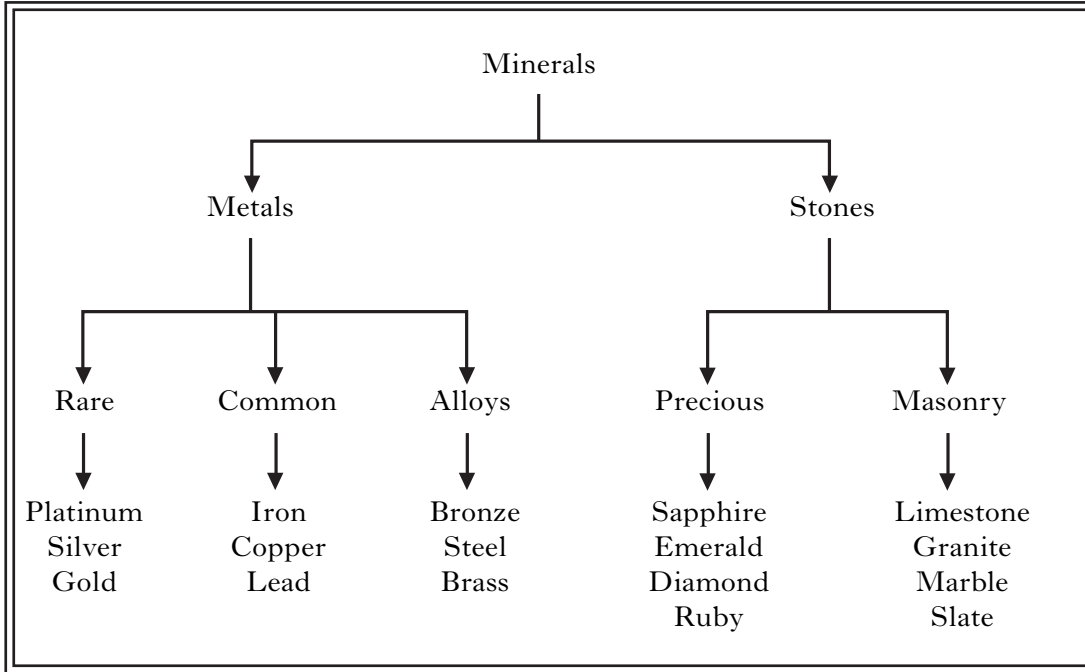 Minerals
Metals
Stones
Rare
Common
Alloys
Precious
Masonry
Platinum
Silver
Gold
Iron
Copper
Lead
Bronze
Steel
Brass
Sapphire
Emerald
Diamond
Ruby
Limestone
Granite
Marble
Slate